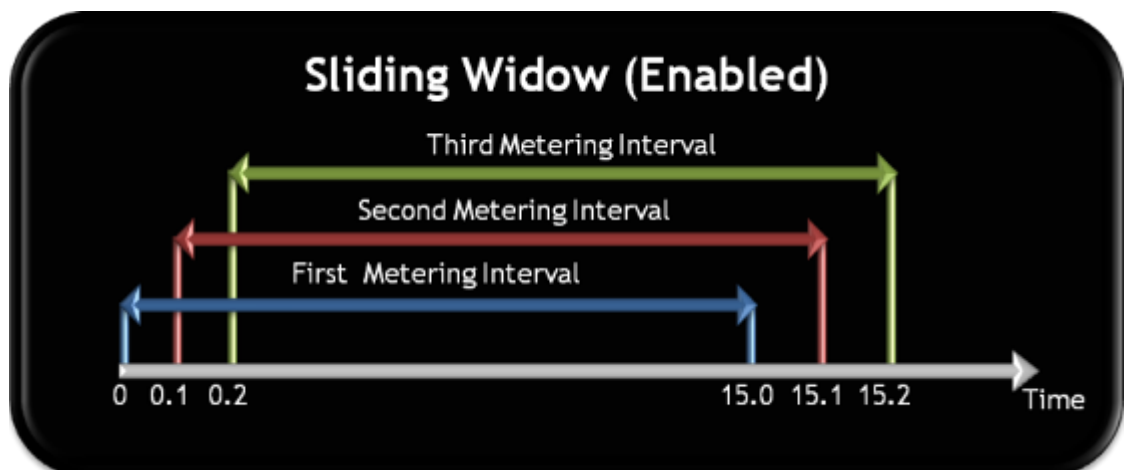 Sliding Widow (Enabled)
Third Metering Interval
Second Metering Interval
First Metering Interval
0 0.1 0.2 15.0 15.1 15.2
Time